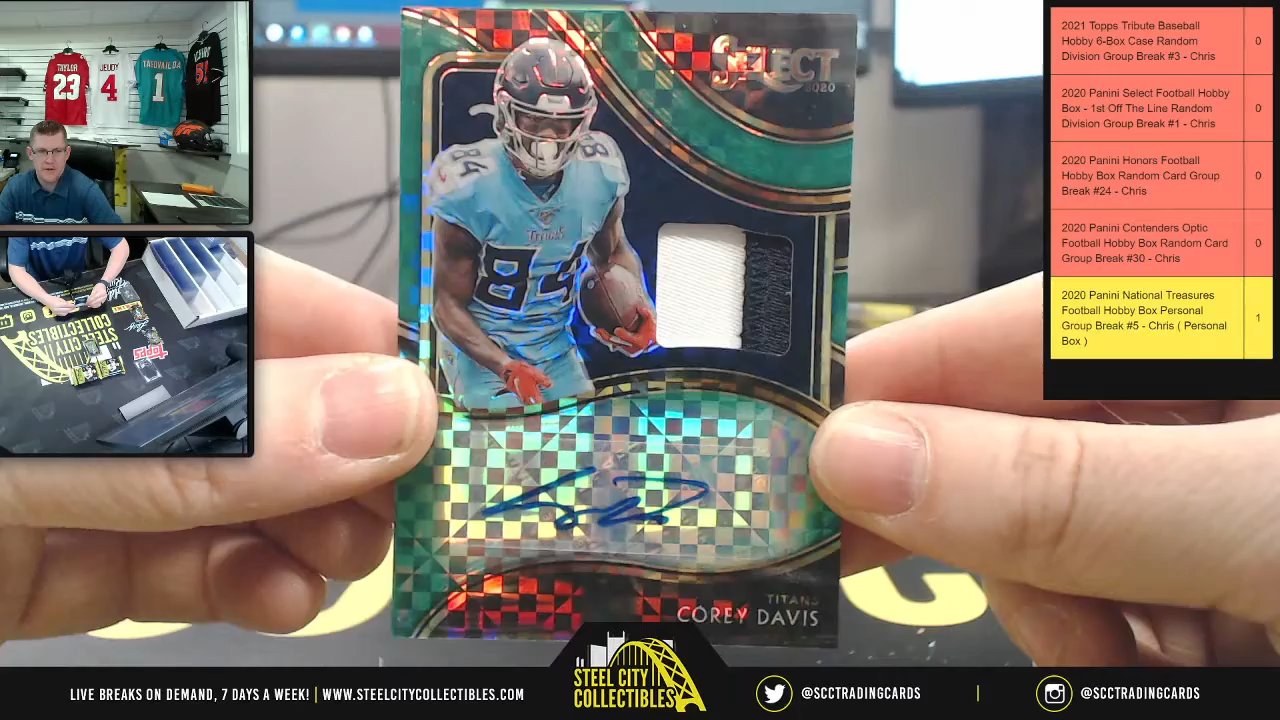 TAYLOR
23
4
TAGOVAILOA
1
51
SELECT
2020
84
8
TITANS
84
TITANS
COREY DAVIS
STEEL CITY
COLLECTIBLES
topps
2021 Topps Tribute Baseball
Hobby 6-Box Case Random
Division Group Break #3 - Chris
0
2020 Panini Select Football Hobby
Box - 1st Off The Line Random
Division Group Break #1 - Chris
0
2020 Panini Honors Football
Hobby Box Random Card Group
Break #24 - Chris
0
2020 Panini Contenders Optic
Football Hobby Box Random Card
Group Break #30 - Chris
0
2020 Panini National Treasures
Football Hobby Box Personal
Group Break #5 - Chris ( Personal
Box )
1
LIVE BREAKS ON DEMAND, 7 DAYS A WEEK! | WWW.STEELCITYCOLLECTIBLES.COM
STEEL CITY
COLLECTIBLES
@SCCTRADINGCARDS
|
@SCCTRADINGCARDS